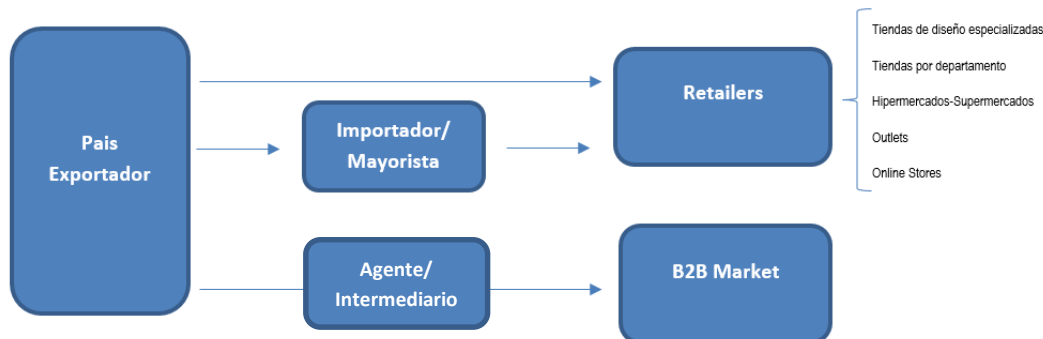 Pais
Exportador
Importador/
Mayorista
Agente/
Intermediario
Retailers
B2B Market
Tiendas de diseño especializadas
Tiendas por departamento
Hipermercados-Supermercados
Outlets
Online Stores